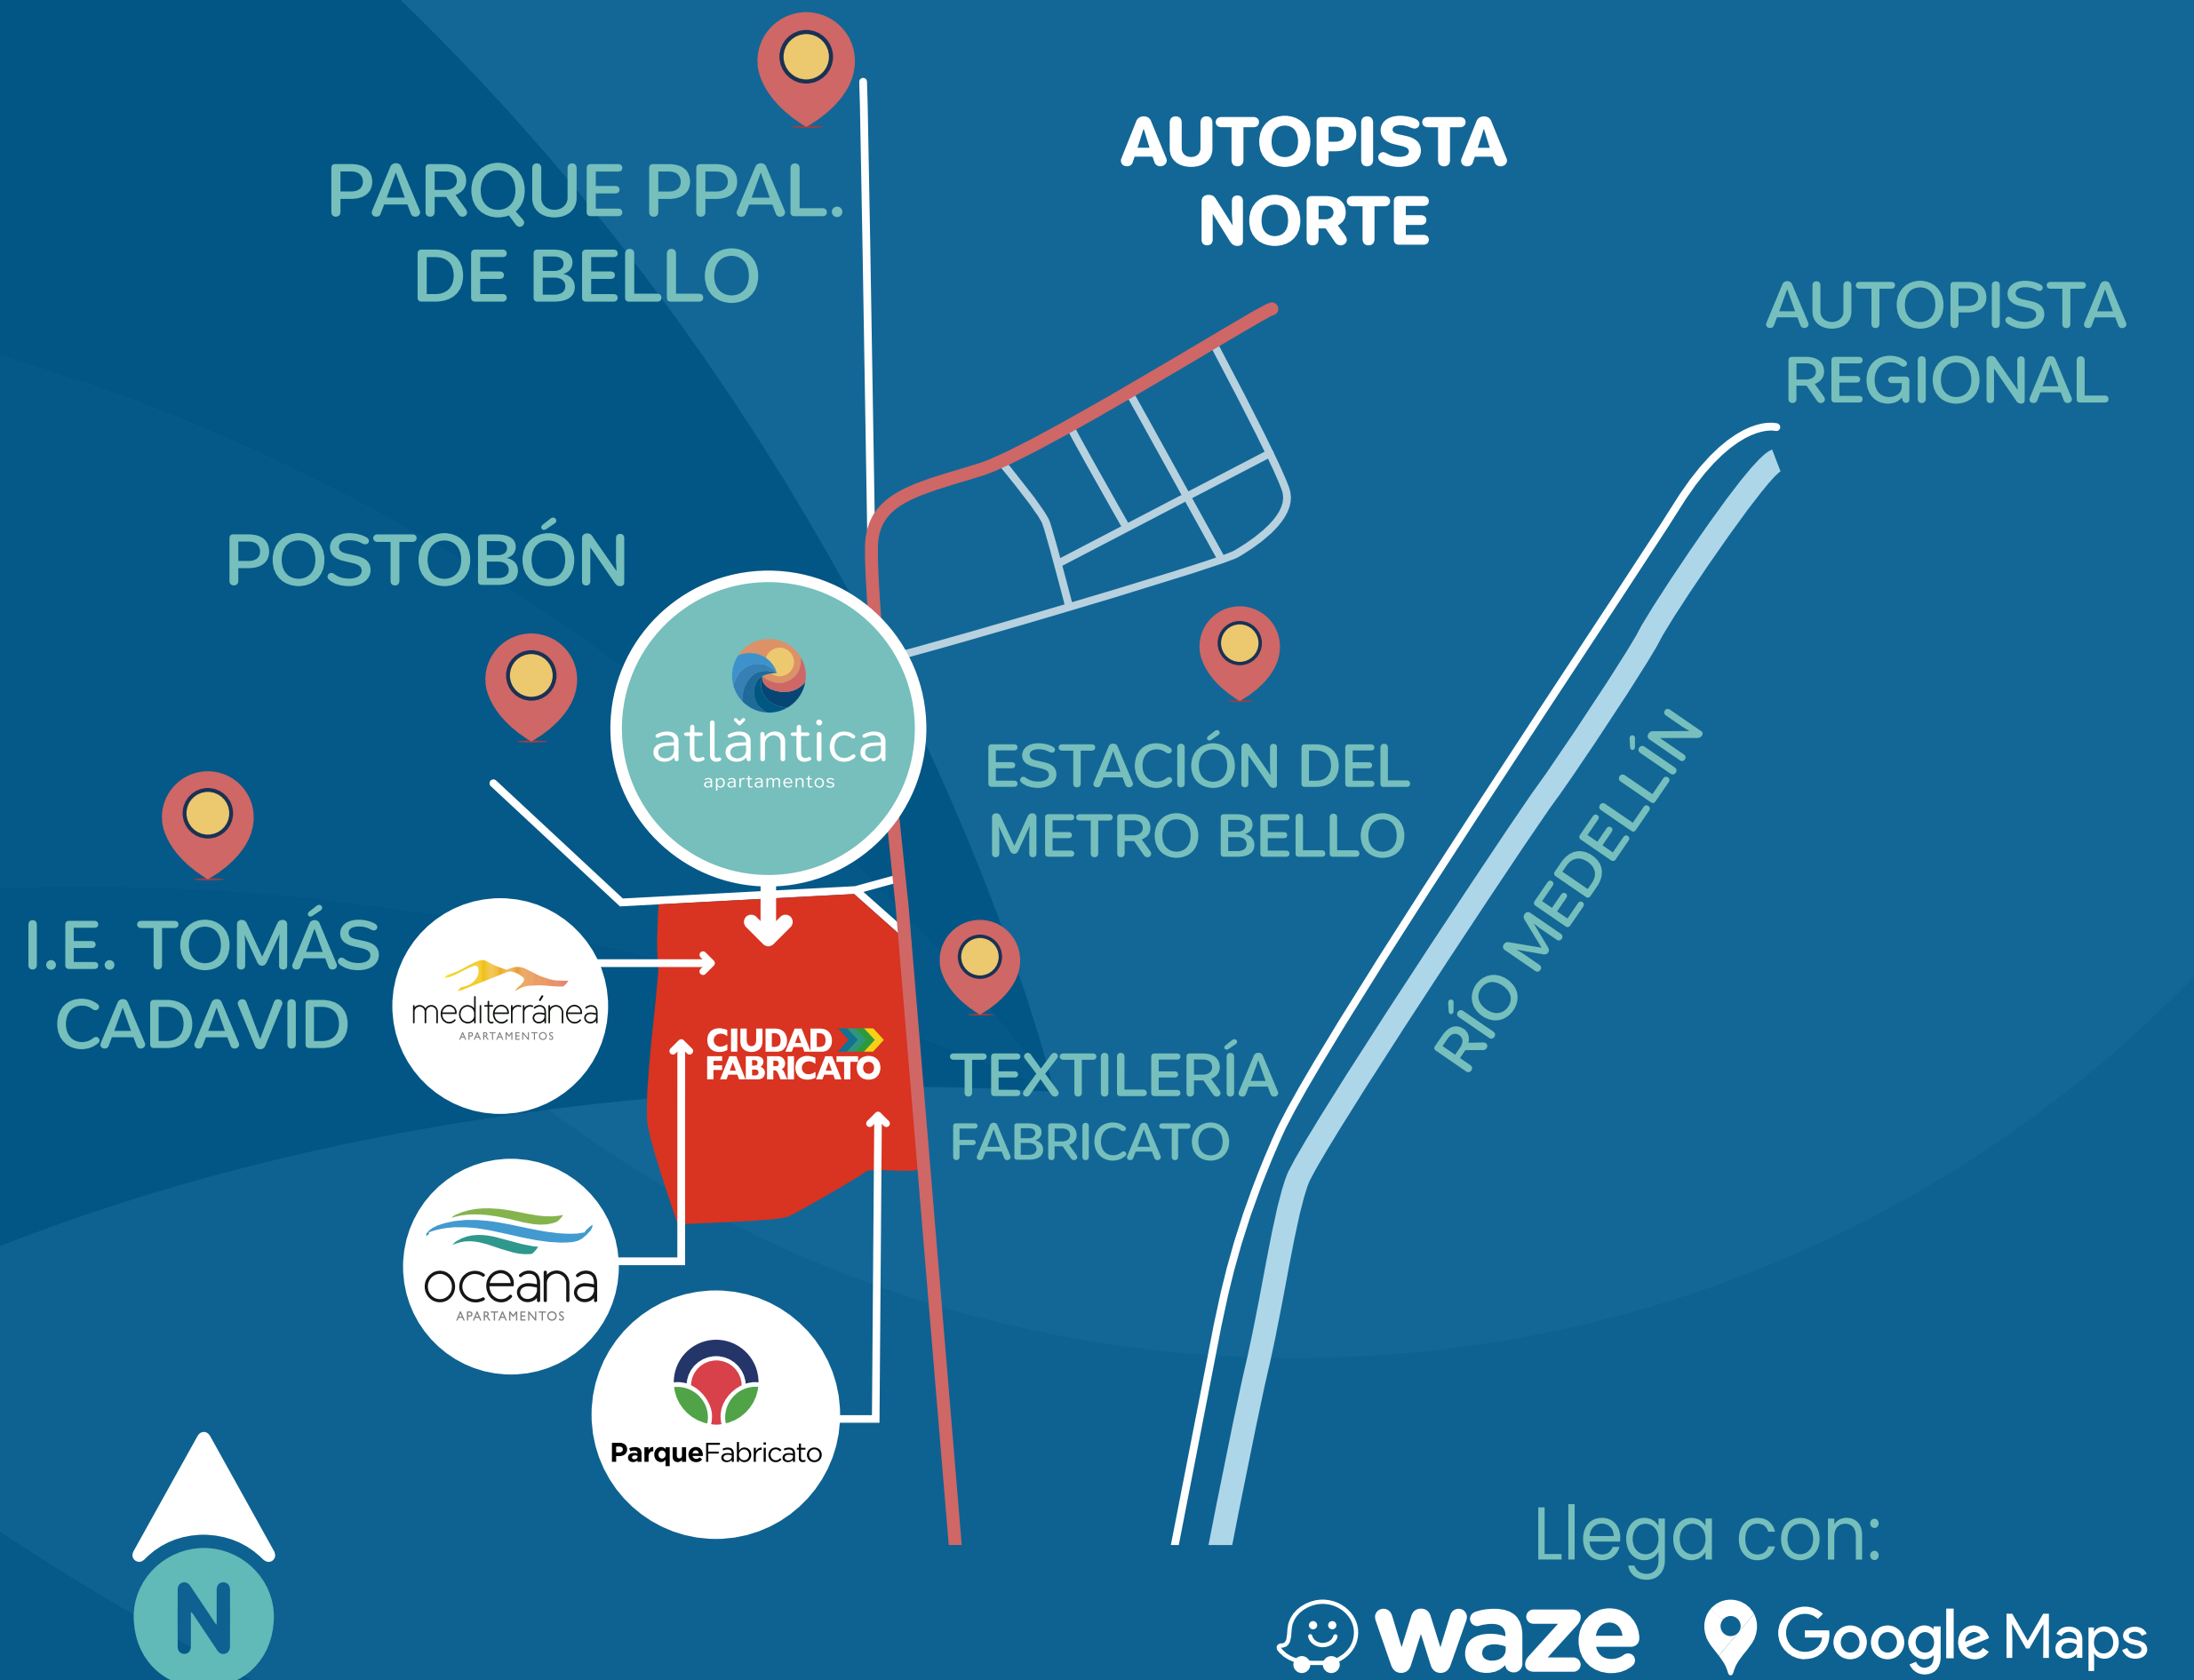 PARQUE PPAL.
DE BELLO
AUTOPISTA
NORTE
AUTOPISTA
REGIONAL
POSTOBÓN
atlǎntica
apartamentos
ESTACIÓN DEL
METRO BELLO
RÍO MEDELLÍN
I.E. TOMÁS
CADAVID
mediterránea
APARTAMENTOS
CIUDAD
FABRICATO
TEXTILERÍA
FABRICATO
oceana
APARTAMENTOS
ParqueFabricato
N
Llega con:
waze
Google Maps